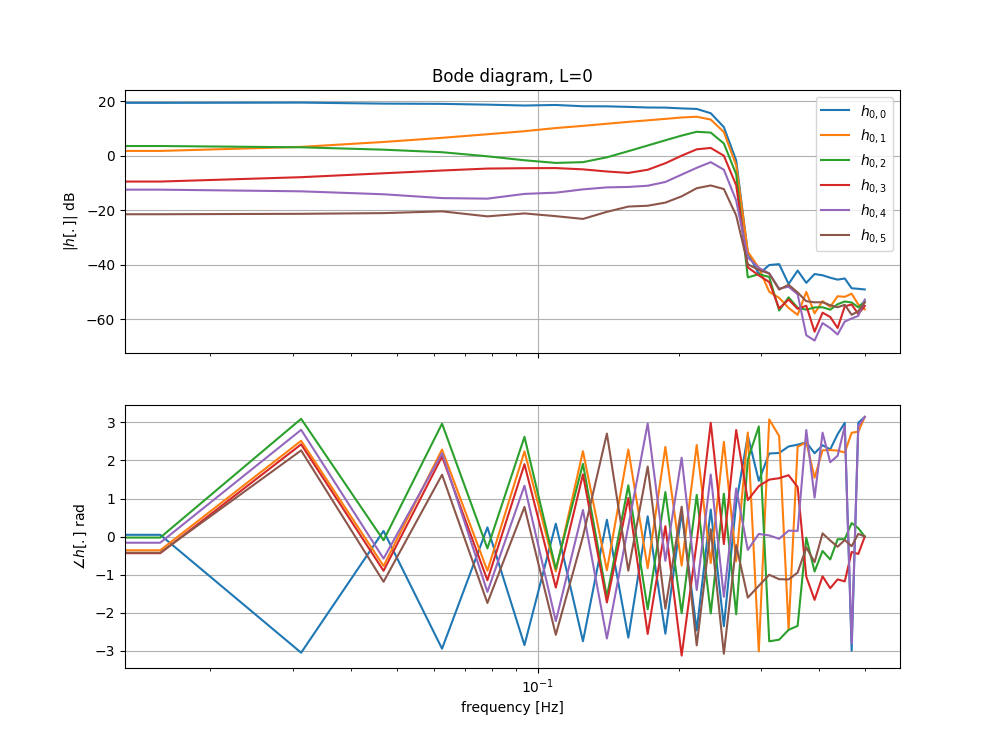 Bode diagram, L=0
|h[.]| dB
20
0
−20
−40
−60
h0,0
h0,1
h0,2
h0,3
h0,4
h0,5
∠h[.] rad
3
2
1
0
−1
−2
−3
10−1
frequency [Hz]